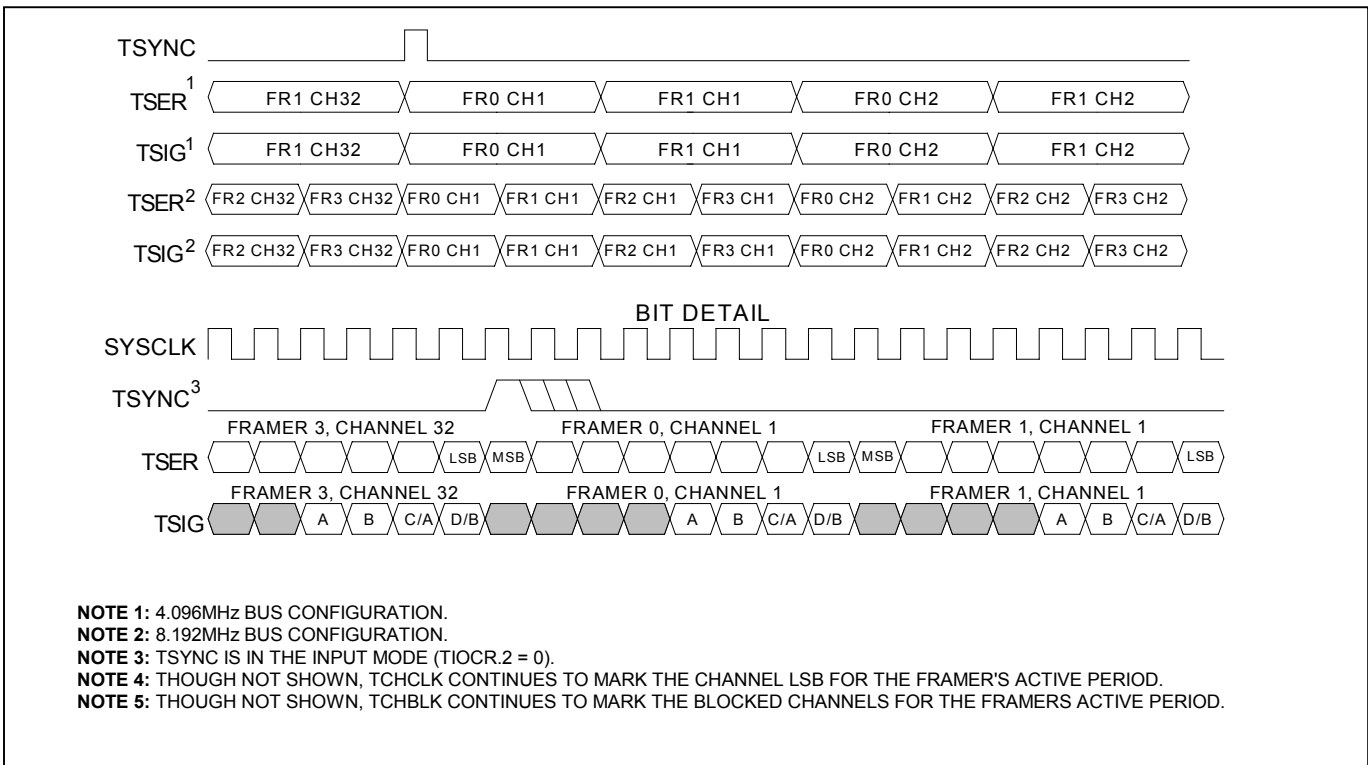 TSYNC
TSER1 FR1 CH32 FR0 CH1 FR1 CH1 FR0 CH2 FR1 CH2
TSIG1 FR1 CH32 FR0 CH1 FR1 CH1 FR0 CH2 FR1 CH2
TSER2 FR2 CH32 FR3 CH32 FR0 CH1 FR1 CH1 FR2 CH1 FR3 CH1 FR0 CH2 FR1 CH2 FR2 CH2 FR3 CH2
TSIG2 FR2 CH32 FR3 CH32 FR0 CH1 FR1 CH1 FR2 CH1 FR3 CH1 FR0 CH2 FR1 CH2 FR2 CH2 FR3 CH2
BIT DETAIL
SYSCLK
TSYNC3
FRAMER 3, CHANNEL 32 FRAMER 0, CHANNEL 1 FRAMER 1, CHANNEL 1
TSER LSB MSB LSB MSB LSB
FRAMER 3, CHANNEL 32 FRAMER 0, CHANNEL 1 FRAMER 1, CHANNEL 1
TSIG A B C/A D/B A B C/A D/B A B C/A D/B
NOTE 1: 4.096MHz BUS CONFIGURATION.
NOTE 2: 8.192MHz BUS CONFIGURATION.
NOTE 3: TSYNC IS IN THE INPUT MODE (TIOCR.2 = 0).
NOTE 4: THOUGH NOT SHOWN, TCHCLK CONTINUES TO MARK THE CHANNEL LSB FOR THE FRAMER'S ACTIVE PERIOD.
NOTE 5: THOUGH NOT SHOWN, TCHBLK CONTINUES TO MARK THE BLOCKED CHANNELS FOR THE FRAMERS ACTIVE PERIOD.